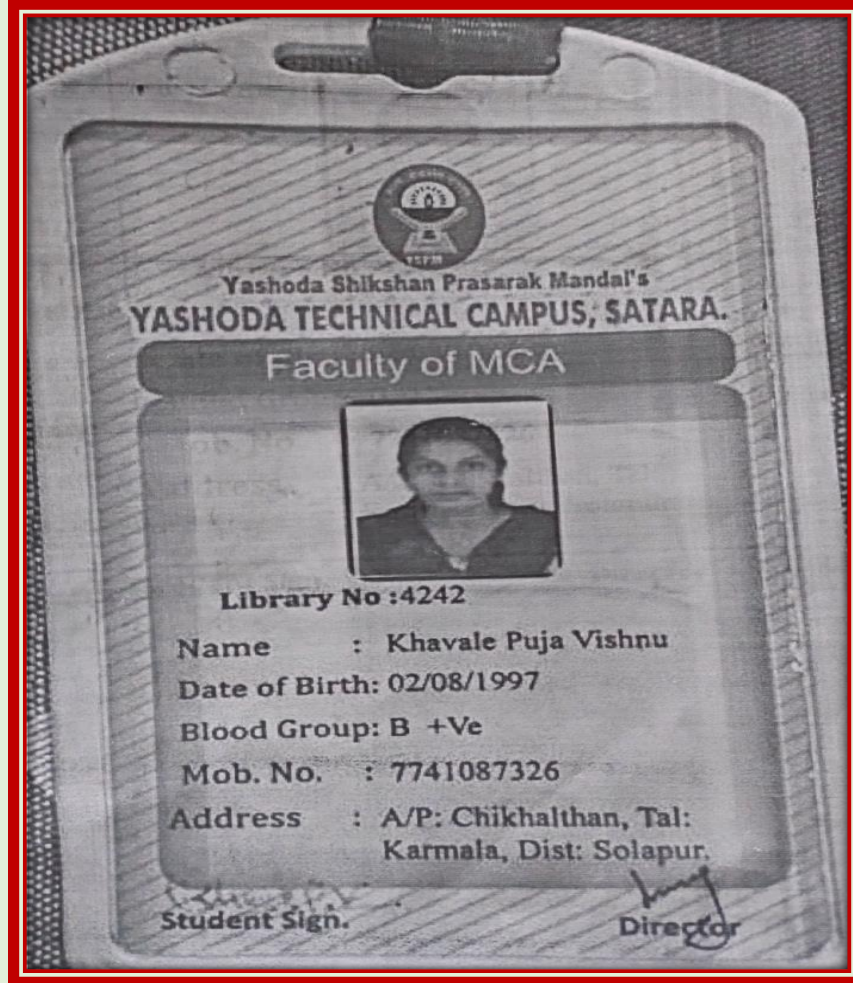 YSPM
Yashoda Shikshan Prasarak Mandal's
YASHODA TECHNICAL CAMPUS, SATARA.
Faculty of MCA
Library No :4242
Name : Khavale Puja Vishnu
Date of Birth: 02/08/1997
Blood Group: B +Ve
Mob. No. : 7741087326
Address : A/P: Chikhalthan, Tal:
Karmala, Dist: Solapur.
Student Sign.
Director